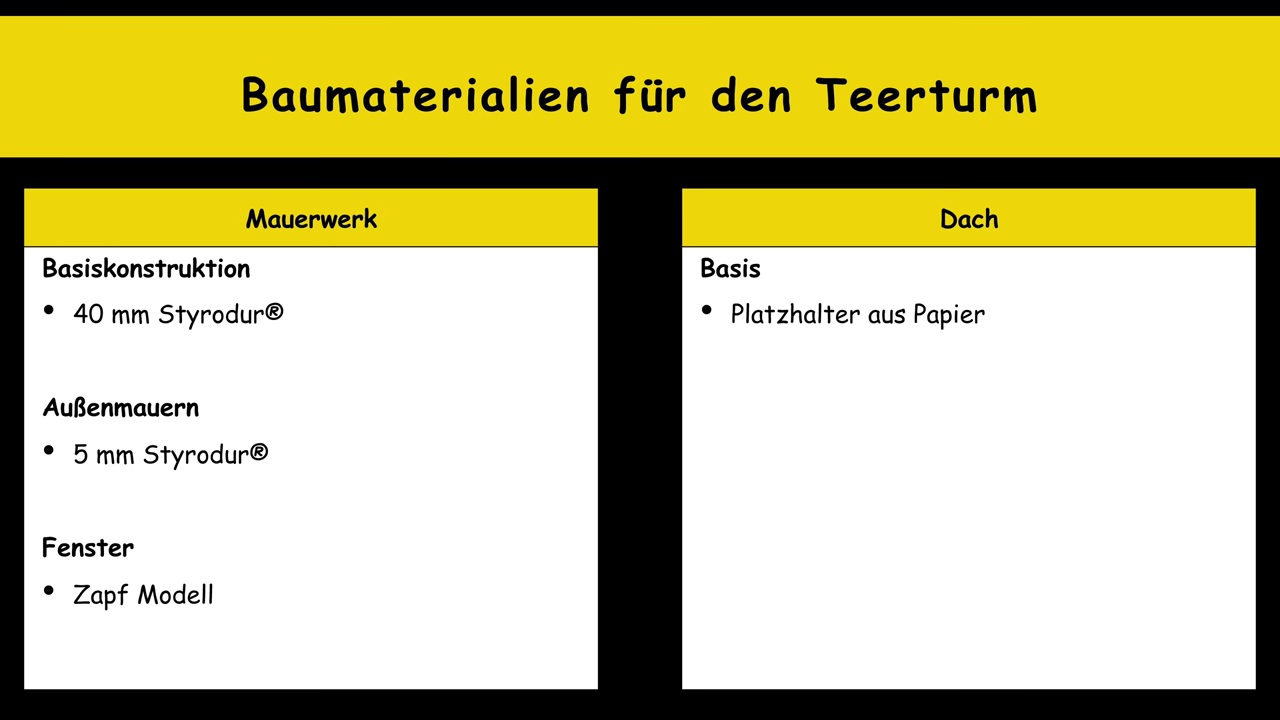 Baumaterialien für den Teerturm
Mauerwerk
Basiskonstruktion
• 40 mm Styrodur®
Außenmauern
• 5 mm Styrodur®
Fenster
• Zapf Modell
Dach
Basis
• Platzhalter aus Papier